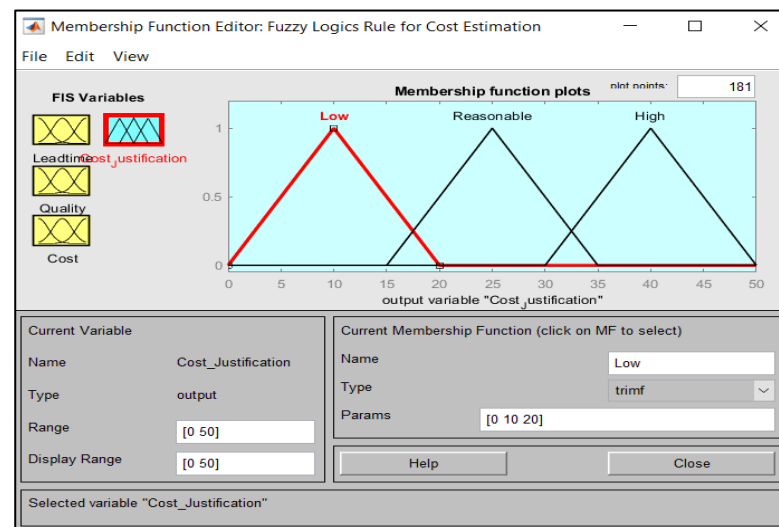 Membership Function Editor: Fuzzy Logics Rule for Cost Estimation
File Edit View
FIS Variables
Leadtime
Cost_Justification
Quality
Cost
Membership function plots
plot points:
181
Low
Reasonable
High
1
0.5
0
0 5 10 15 20 25 30 35 40 45 50
output variable "CostJustification"
Current Variable
Name Cost_Justification
Type output
Range [0 50]
Display Range [0 50]
Current Membership Function (click on MF to select)
Name Low
Type trimf
Params [0 10 20]
Help Close
Selected variable "Cost_Justification"